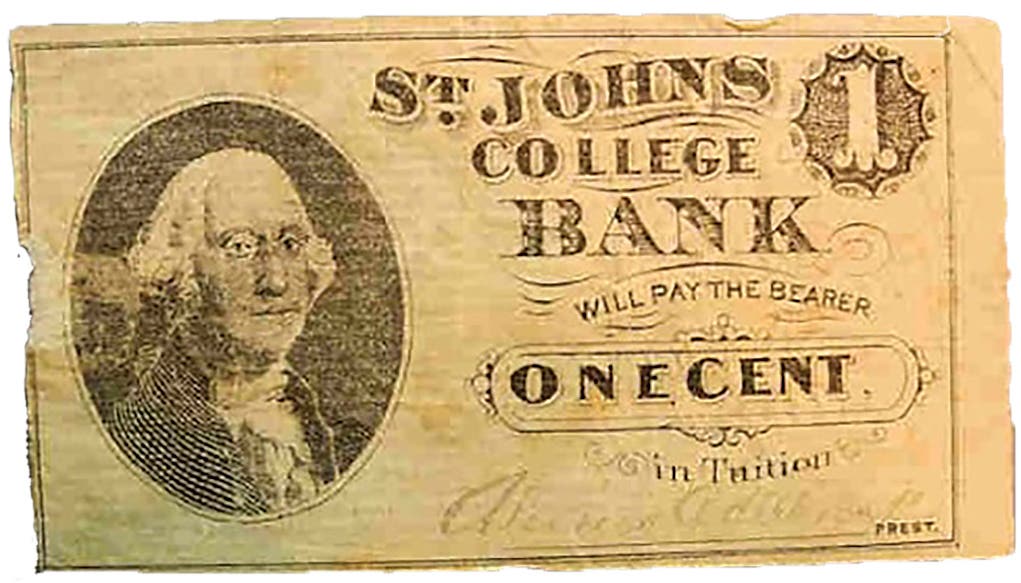 ST. JOHNS
1
COLLEGE
BANK
WILL PAY THE BEARER
ONE CENT.
in Tuition
PREST.